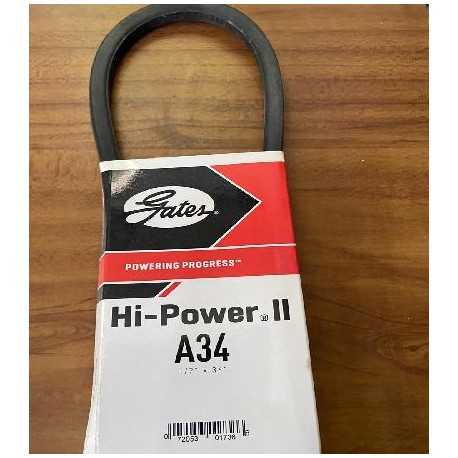 Gates®
POWERING PROGRESS™
Hi-Power® II
A34